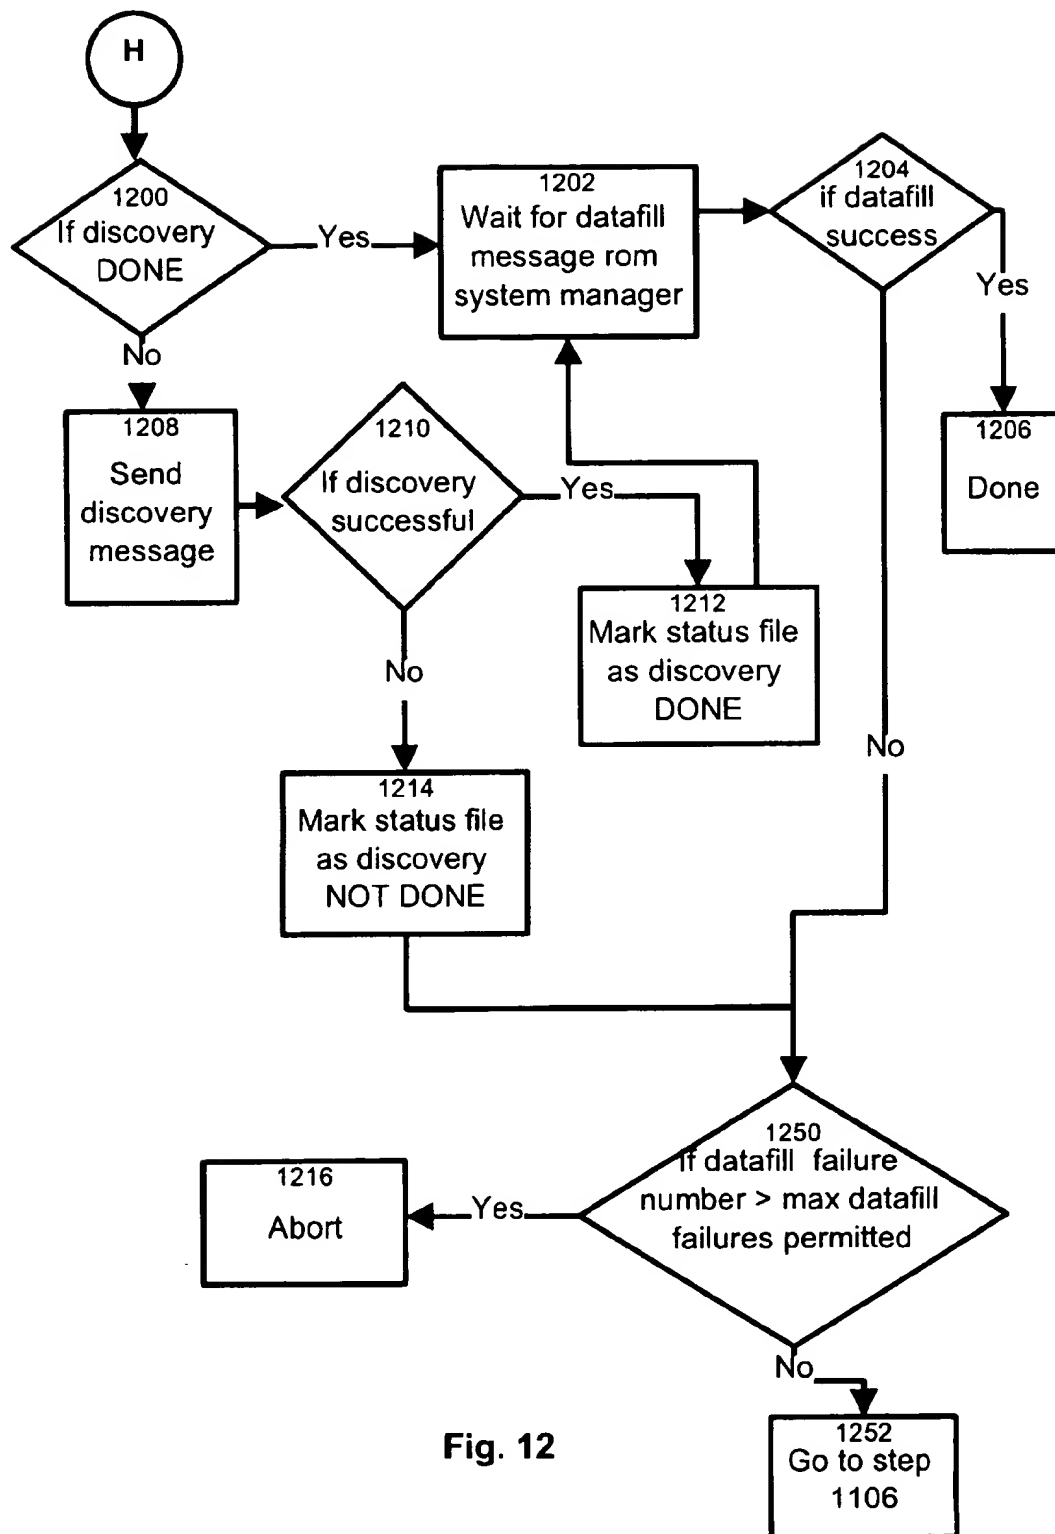 H
1200
If discovery
DONE
Yes
No
1202
Wait for datafill
message rom
system manager
1204
if datafill
success
Yes
1206
Done
1208
Send
discovery
message
1210
If discovery
successful
Yes
No
1212
Mark status file
as discovery
DONE
No
1214
Mark status file
as discovery
NOT DONE
1250
If datafill failure
number > max datafill
failures permitted
Yes
1216
Abort
No
1252
Go to step
1106
Fig. 12